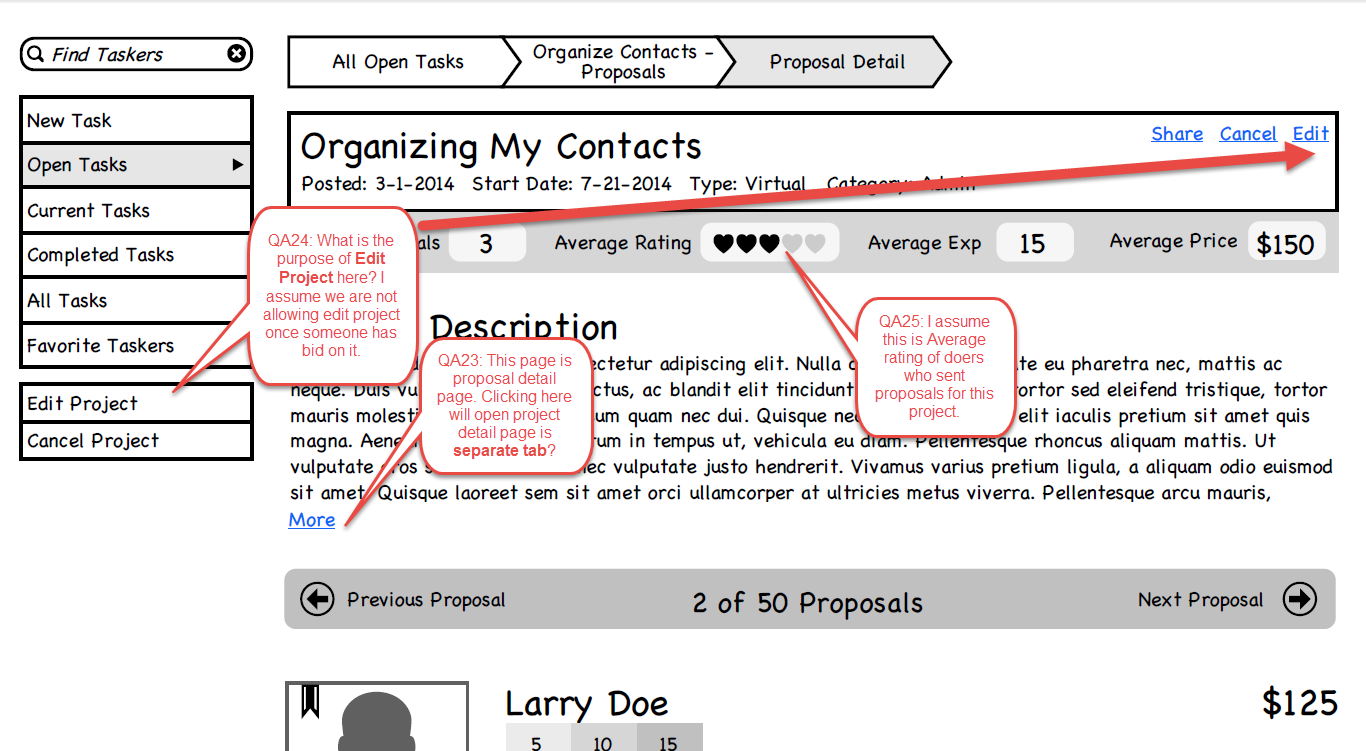 Find Taskers
All Open Tasks
Organize Contacts -
Proposals
Proposal Detail
New Task
Open Tasks
Current Tasks
Completed Tasks
All Tasks
Favorite Taskers
Edit Project
Cancel Project
Organizing My Contacts
Share Cancel Edit
Posted: 3-1-2014 Start Date: 7-21-2014 Type: Virtual Category: Admin
als 3 Average Rating Average Exp 15 Average Price $150
QA24: What is the
purpose of Edit
Project here? I
assume we are not
allowing edit project
once someone has
bid on it.
QA25: I assume
this is Average
rating of doers
who sent
proposals for this
project.
QA23: This page is
proposal detail
page. Clicking here
will open project
detail page is
separate tab?
Description
ectetur adipiscing elit. Nulla te eu pharetra nec, mattis ac
neque. Duis vu ctus, ac blandit elit tincidunt tortor sed eleifend tristique, tortor
mauris molesti um quam nec dui. Quisque nec elit iaculis pretium sit amet quis
magna. Aene rum in tempus ut, vehicula eu diam. Pellentesque rhoncus aliquam mattis. Ut
vulputate eros s nec vulputate justo hendrerit. Vivamus varius pretium ligula, a aliquam odio euismod
sit amet. Quisque laoreet sem sit amet orci ullamcorper at ultricies metus viverra. Pellentesque arcu mauris,
More
Previous Proposal 2 of 50 Proposals Next Proposal
Larry Doe $125
5 10 15